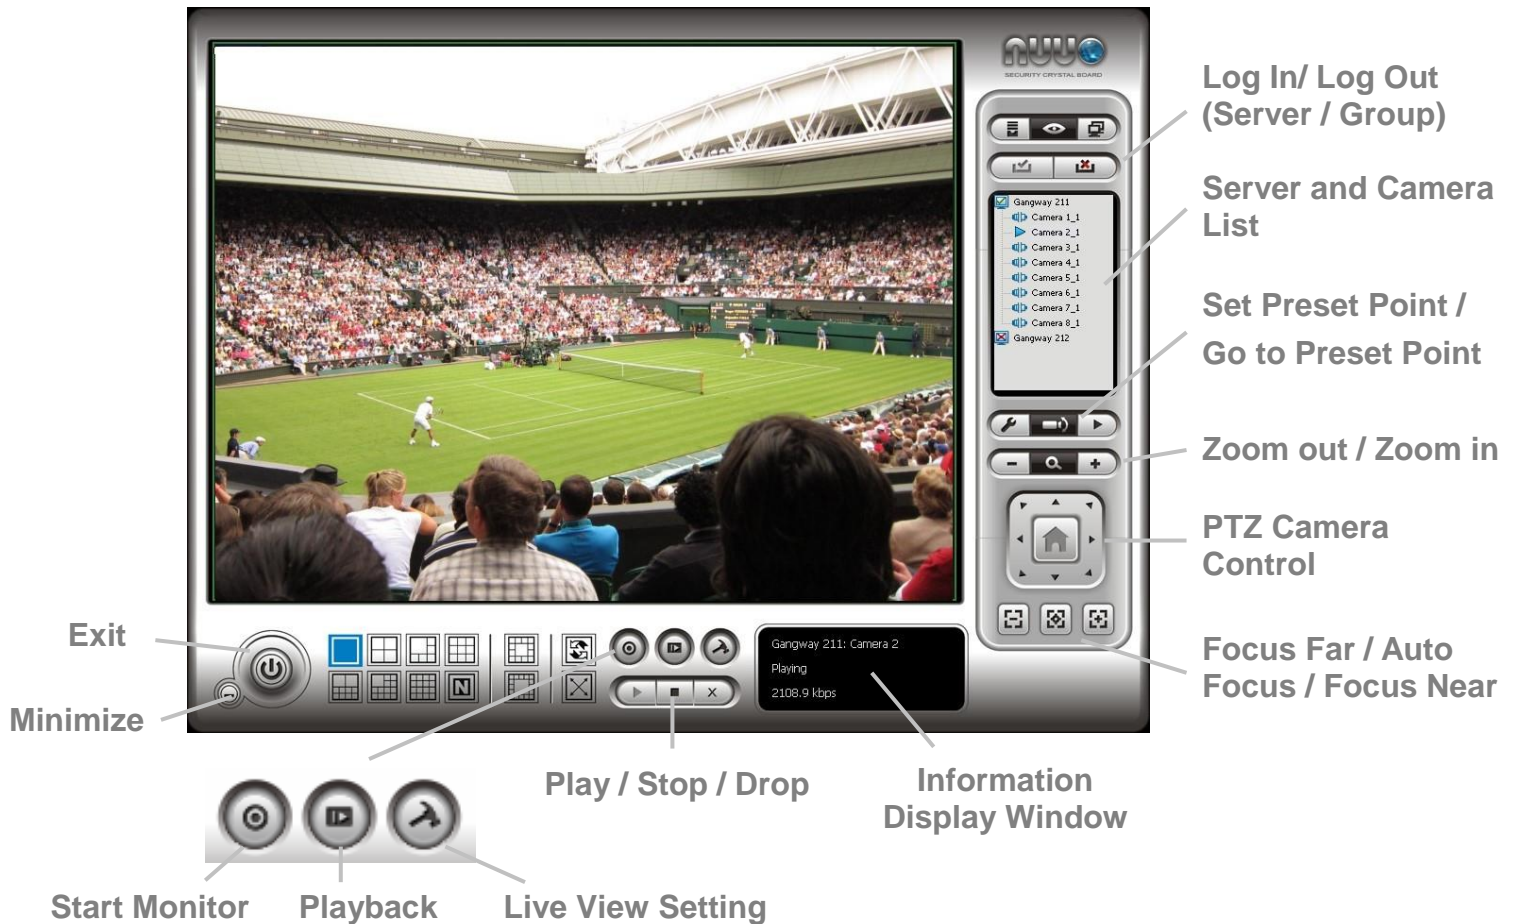 nuuo
SECURITY CRYSTAL BOARD
Log In/ Log Out
(Server / Group)
Gangway 211
Camera 1_1
Camera 2_1
Camera 3_1
Camera 4_1
Camera 5_1
Camera 6_1
Camera 7_1
Camera 8_1
Gangway 212
Server and Camera
List
Set Preset Point /
Go to Preset Point
Zoom out / Zoom in
PTZ Camera
Control
Focus Far / Auto
Focus / Focus Near
Exit
Minimize
N
X
Gangway 211: Camera 2
Playing
2108.9 kbps
Play / Stop / Drop
Information
Display Window
Start Monitor
Playback
Live View Setting